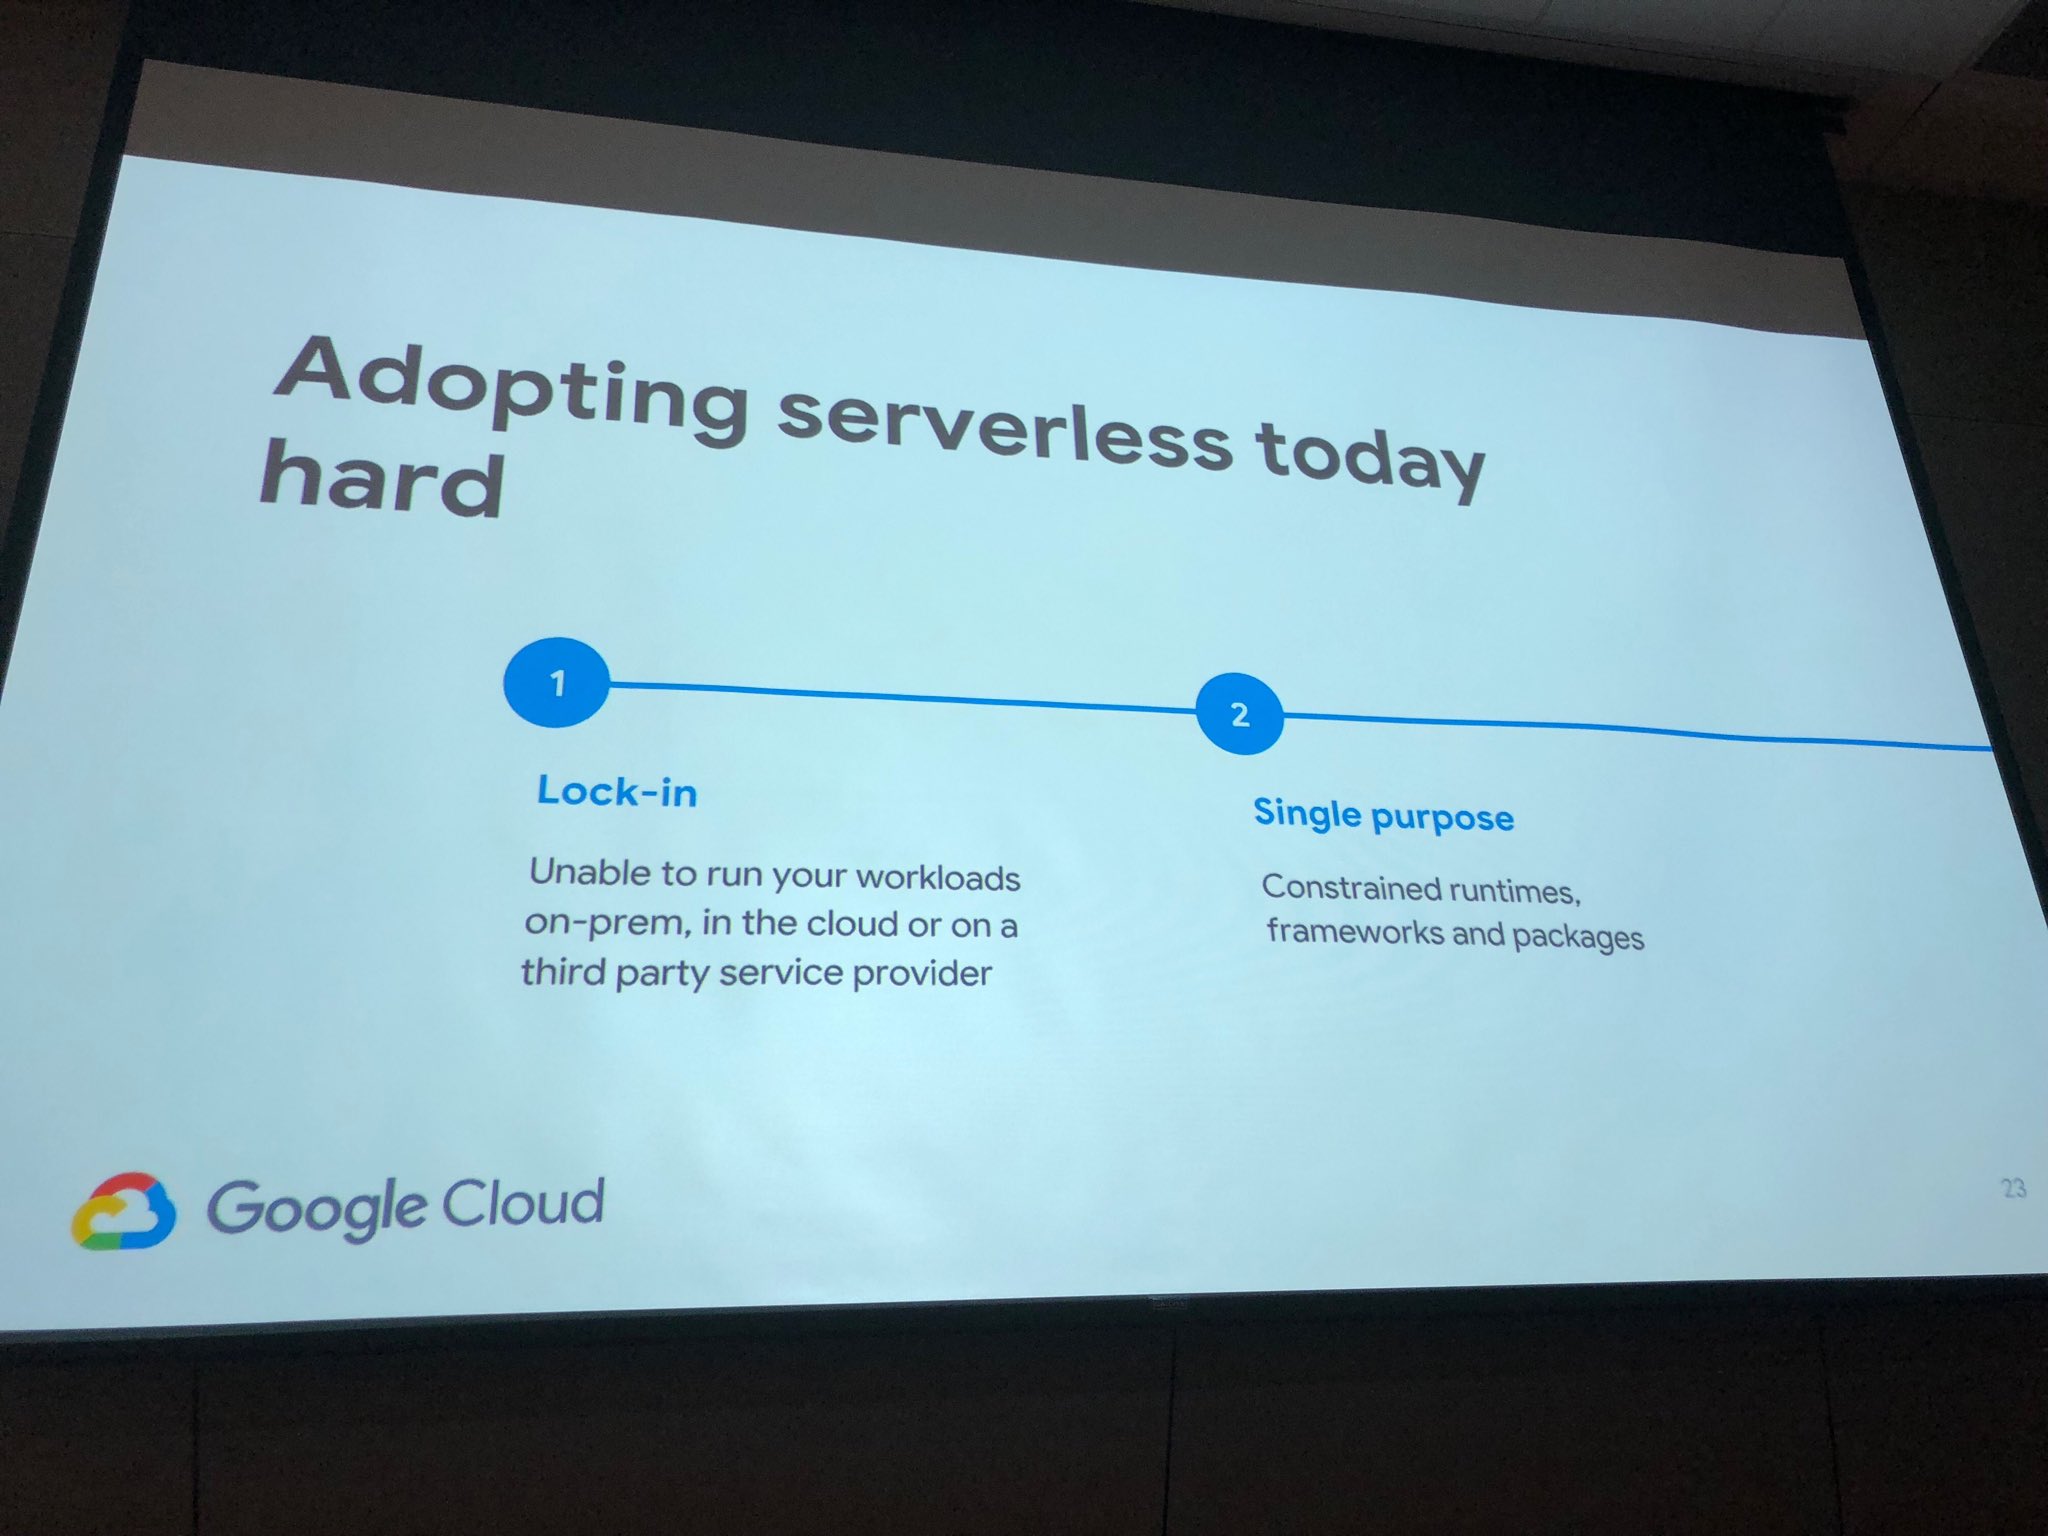 Adopting serverless today
hard
1
2
Lock-in
Unable to run your workloads
on-prem, in the cloud or on a
third party service provider
Single purpose
Constrained runtimes,
frameworks and packages
Google Cloud
23